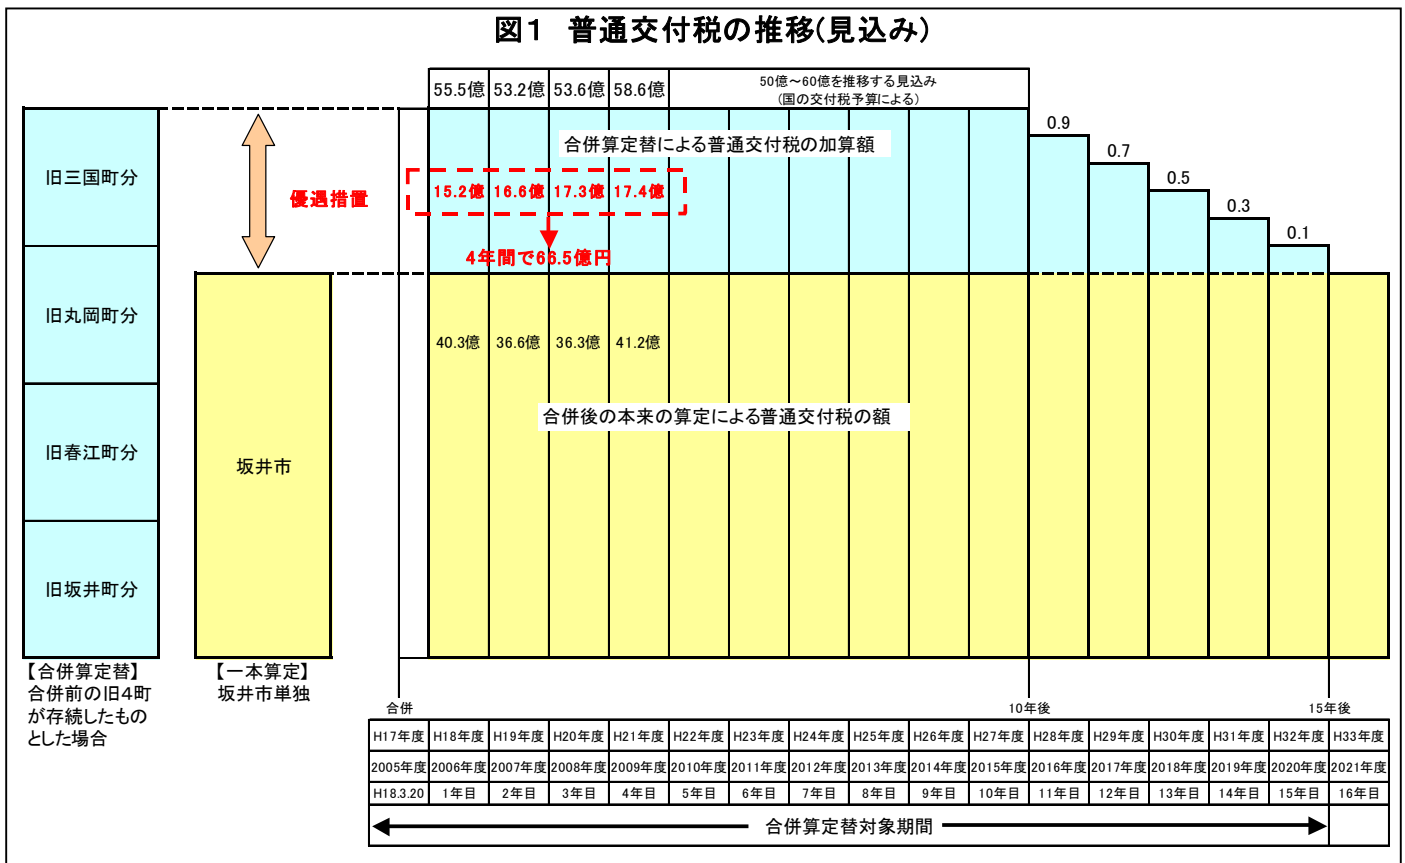 図1　普通交付税の推移(見込み)
55.5億 53.2億 53.6億 58.6億
50億～60億を推移する見込み
(国の交付税予算による)
合併算定替による普通交付税の加算額
0.9
0.7
0.5
0.3
0.1
旧三国町分
旧丸岡町分
旧春江町分
旧坂井町分
優遇措置
15.2億 16.6億 17.3億 17.4億
4年間で66.5億円
坂井市
40.3億 36.6億 36.3億 41.2億
合併後の本来の算定による普通交付税の額
【合併算定替】
合併前の旧4町
が存続したもの
とした場合
【一本算定】
坂井市単独
合併 10年後 15年後
H17年度 H18年度 H19年度 H20年度 H21年度 H22年度 H23年度 H24年度 H25年度 H26年度 H27年度 H28年度 H29年度 H30年度 H31年度 H32年度 H33年度
2005年度 2006年度 2007年度 2008年度 2009年度 2010年度 2011年度 2012年度 2013年度 2014年度 2015年度 2016年度 2017年度 2018年度 2019年度 2020年度 2021年度
H18.3.20 1年目 2年目 3年目 4年目 5年目 6年目 7年目 8年目 9年目 10年目 11年目 12年目 13年目 14年目 15年目 16年目
合併算定替対象期間